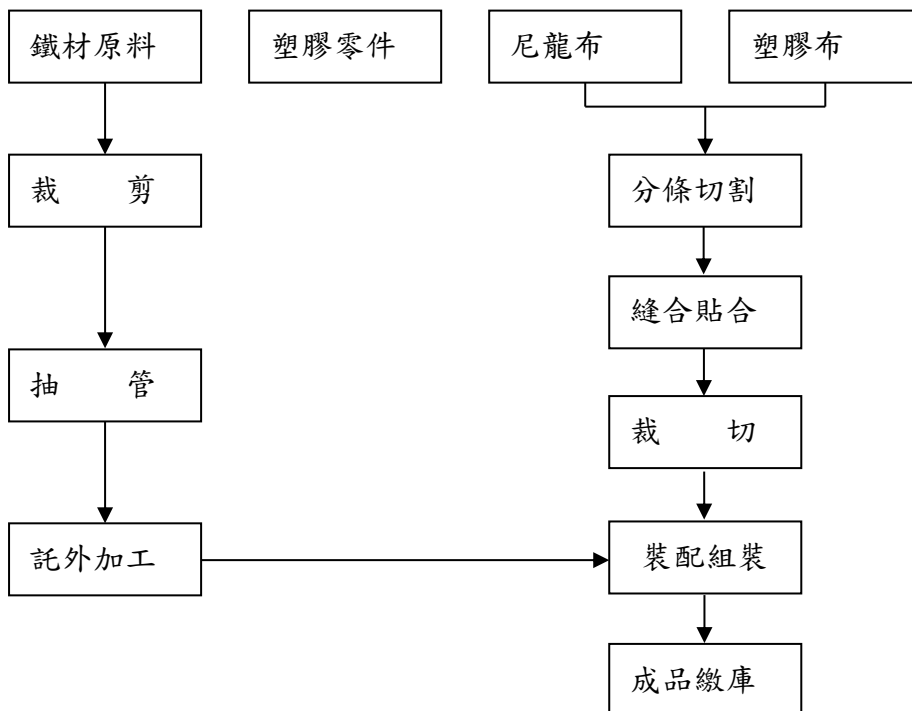 鐵材原料
塑膠零件
尼龍布
塑膠布
裁 剪
分條切割
縫合貼合
抽 管
裁 切
託外加工
裝配組裝
成品繳庫